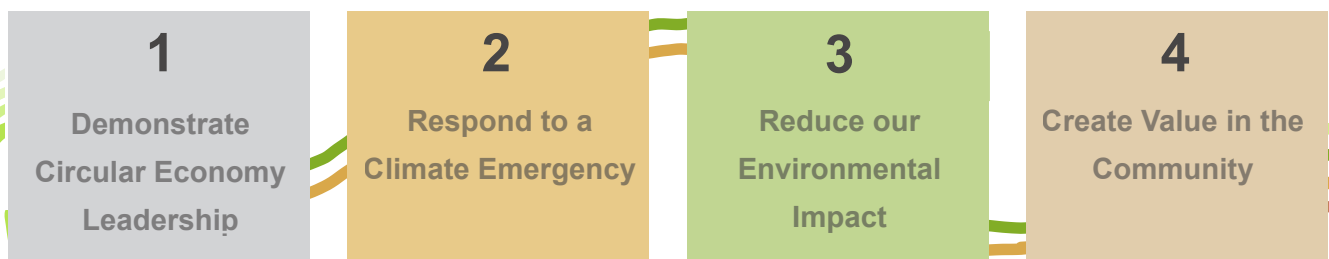 1
Demonstrate
Circular Economy
Leadership
2
Respond to a
Climate Emergency
3
Reduce our
Environmental
Impact
4
Create Value in the
Community